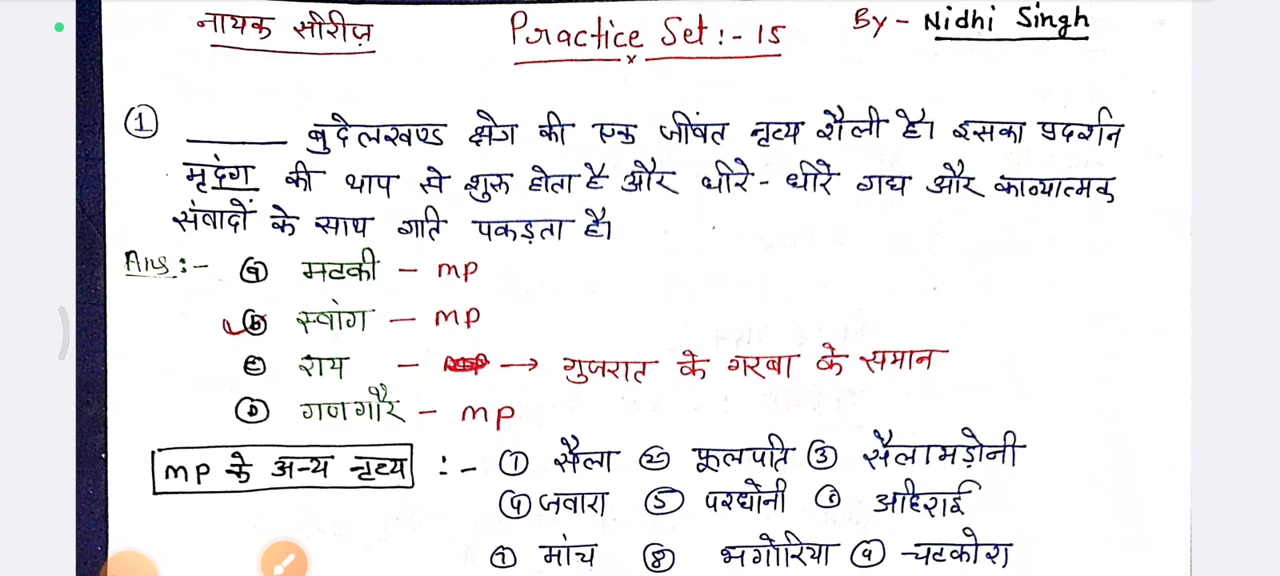 नायक सीरीज़ Practice Set :- 15 By - Nidhi Singh
① ______ बुदेलखण्ड क्षेत्र की एक जीवंत नृत्य शैली है। इसका प्रदर्शन
मृदंग की थाप से शुरू होता है और धीरे - धीरे गद्य और काव्यात्मक
संवादों के साथ गति पकड़ता है।
Ans :- ⓐ मटकी - MP
ⓑ स्वांग - MP
ⓒ राय - → गुजरात के गरबा के समान
ⓓ गणगौर - MP
MP के अन्य नृत्य :- ① सैला ② फूलपति ③ सैलामड़ोनी
④ जवारा ⑤ परधोनी ⑥ अहिराई
⑦ मांच ⑧ भगोरिया ⑨ चटकोरा